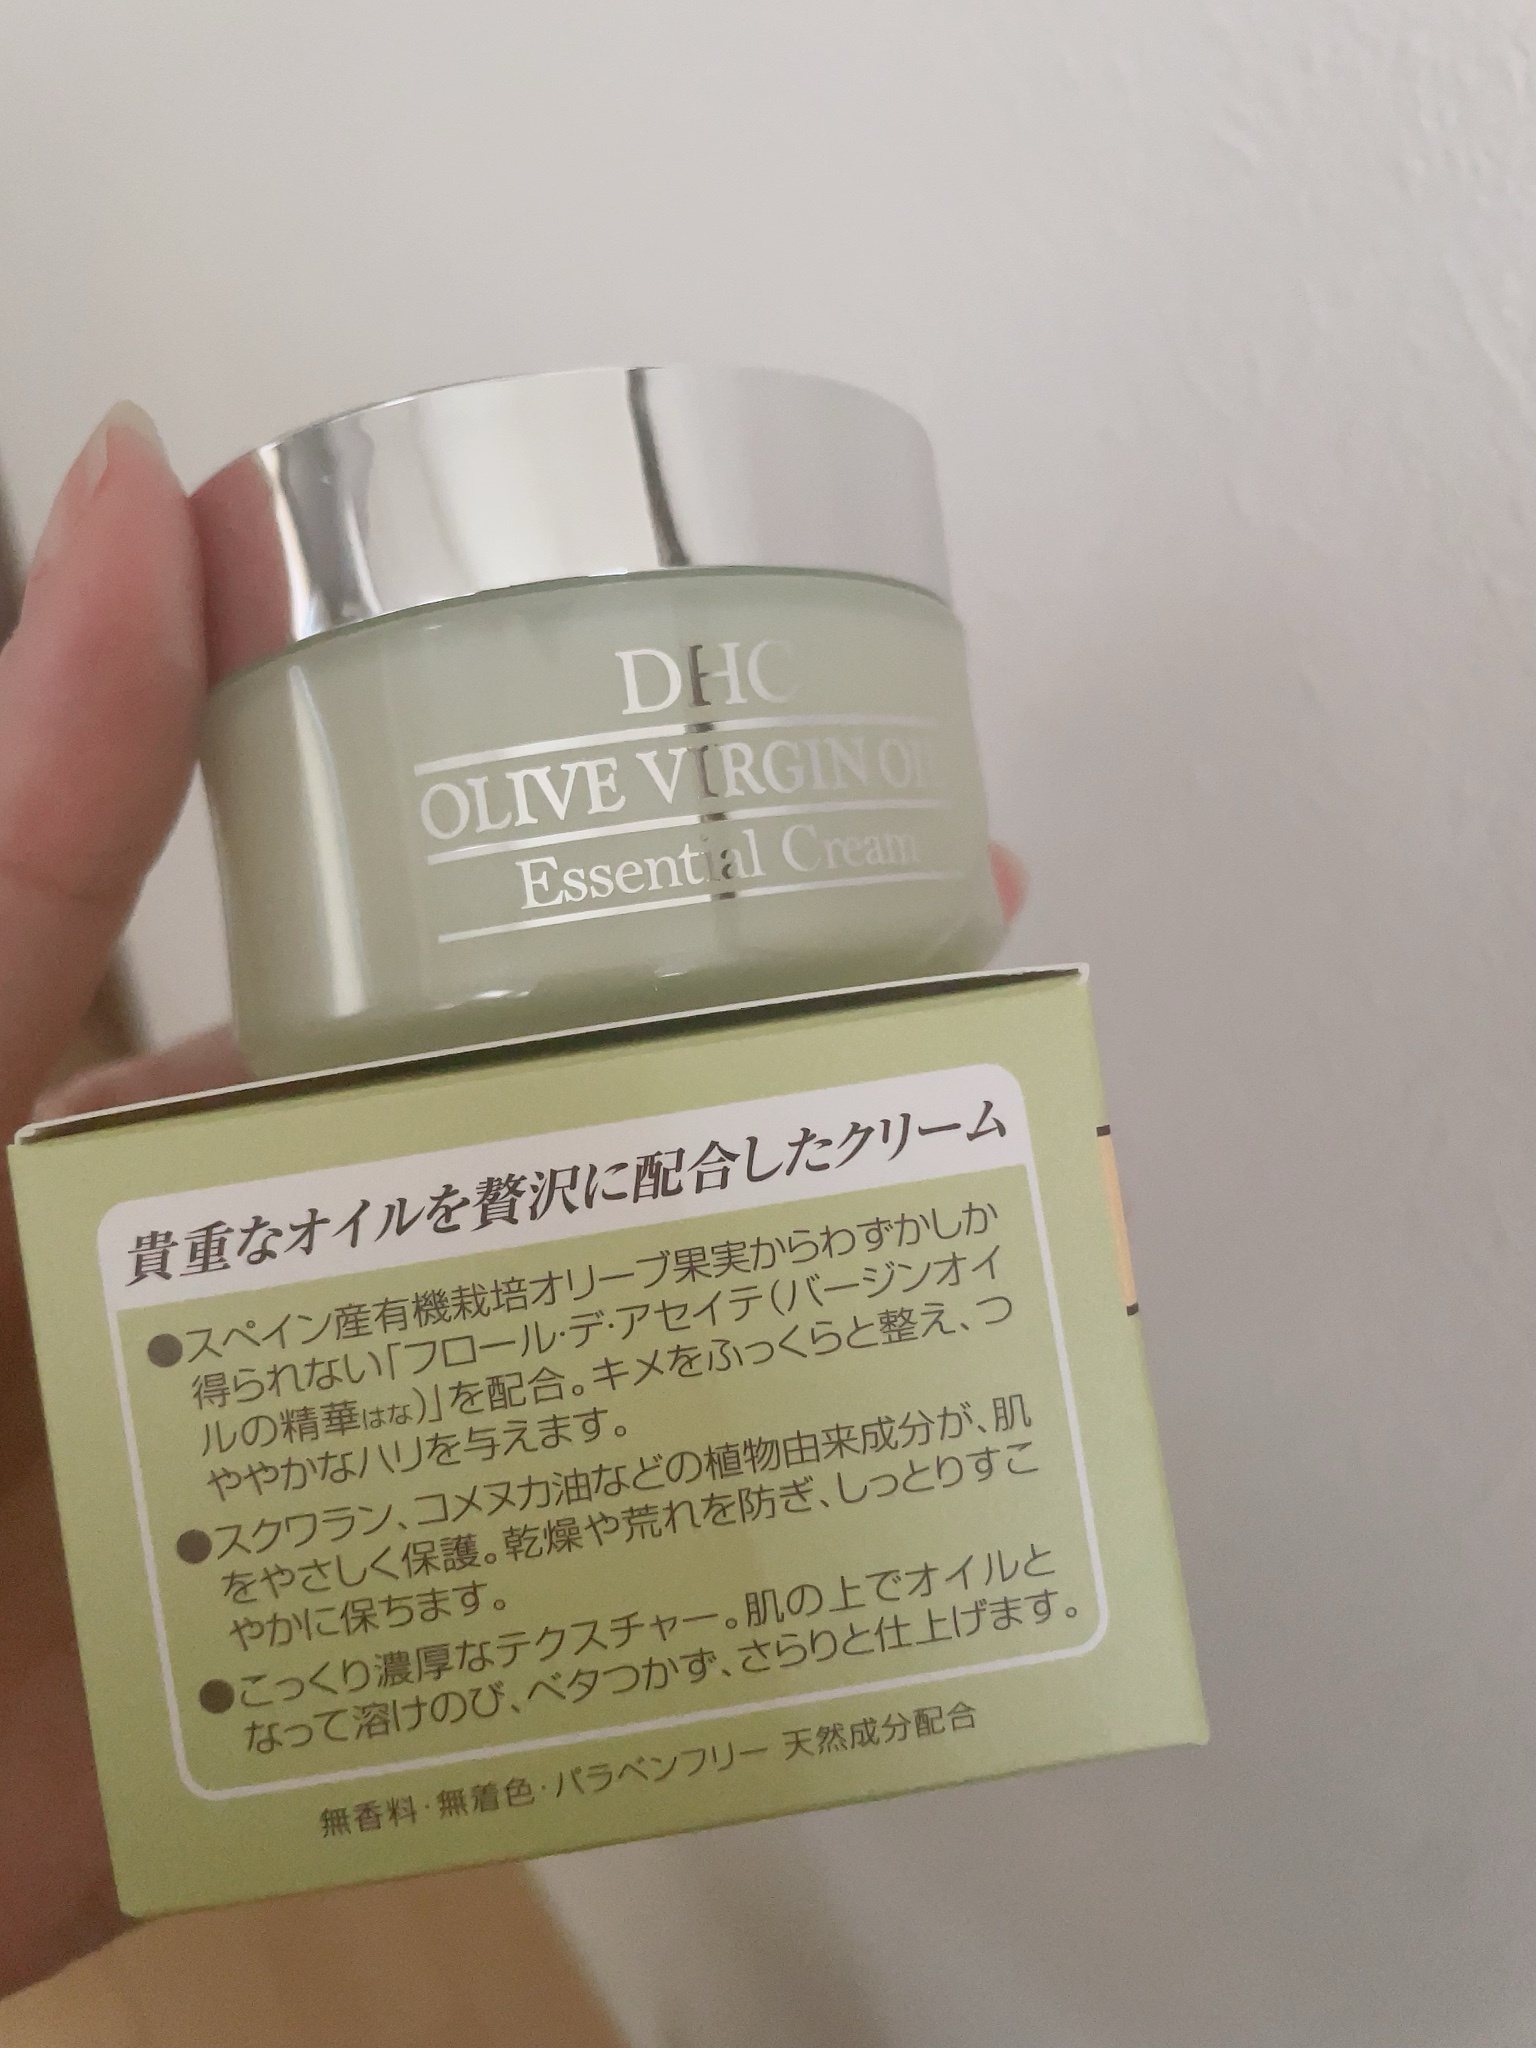 DHC
OLIVE VIRGIN OIL
Essential Cream
貴重なオイルを贅沢に配合したクリーム
●スペイン産有機栽培オリーブ果実からわずかしか
得られない「フロール・デ・アセイテ(バージンオイ
ルの精華はな)」を配合。キメをふっくらと整え、つ
ややかなハリを与えます。
●スクワラン、コメヌカ油などの植物由来成分が、肌
をやさしく保護。乾燥や荒れを防ぎ、しっとりすこ
やかに保ちます。
●こっくり濃厚なテクスチャー。肌の上でオイルと
なって溶けのび、ベタつかず、さらりと仕上げます。
無香料・無着色・パラベンフリー 天然成分配合